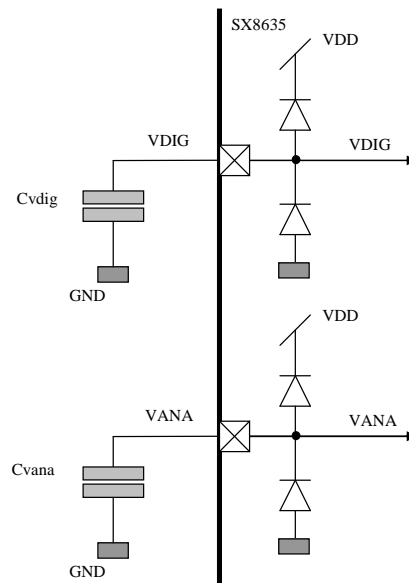 SX8635
VDD
VDIG
VDIG
Cvdig
GND
VDD
VANA
VANA
Cvana
GND